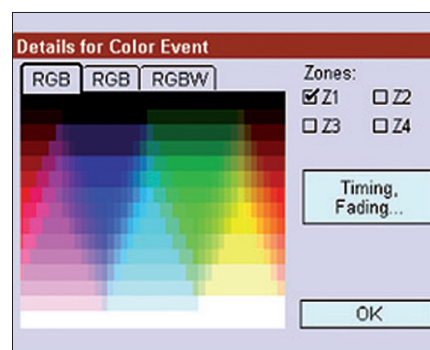 Details for Color Event
RGB RGB RGBW
Zones:
Z1 Z2
Z3 Z4
Timing,
Fading...
OK